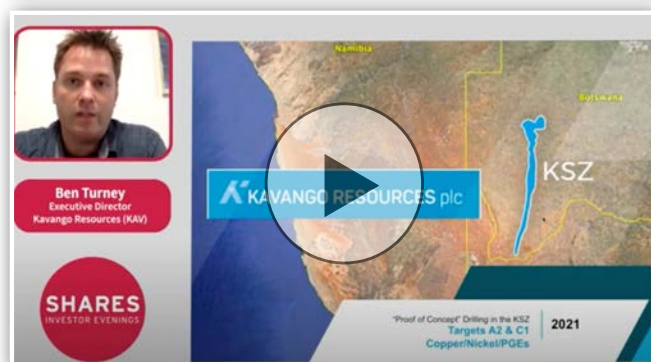 Ben Turney
Executive Director
Kavango Resources (KAV)
SHARES
INVESTOR EVENINGS
Namibia
Botswana
KSZ
KAVANGO RESOURCES plc
"Proof of Concept" Drilling in the KSZ
Targets A2 & C1
Copper/Nickel/PGEs
2021